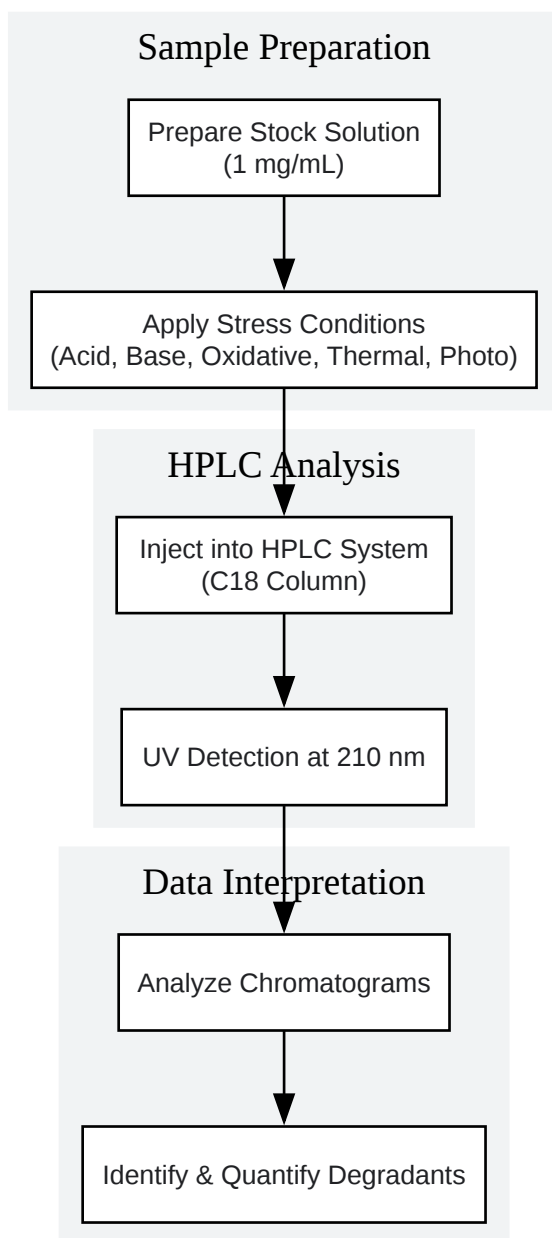 Sample Preparation
Prepare Stock Solution
(1 mg/mL)
Apply Stress Conditions
(Acid, Base, Oxidative, Thermal, Photo)
HPLC Analysis
Inject into HPLC System
(C18 Column)
UV Detection at 210 nm
Data Interpretation
Analyze Chromatograms
Identify & Quantify Degradants